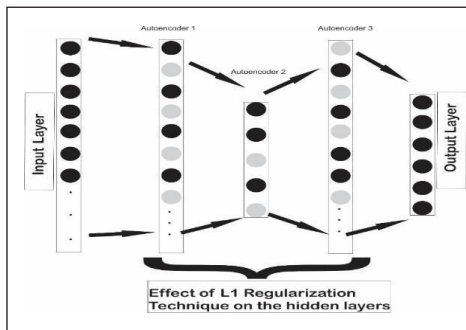 Autoencoder 1
Autoencoder 3
Autoencoder 2
Input Layer
Output Layer
Effect of L1 Regularization
Technique on the hidden layers